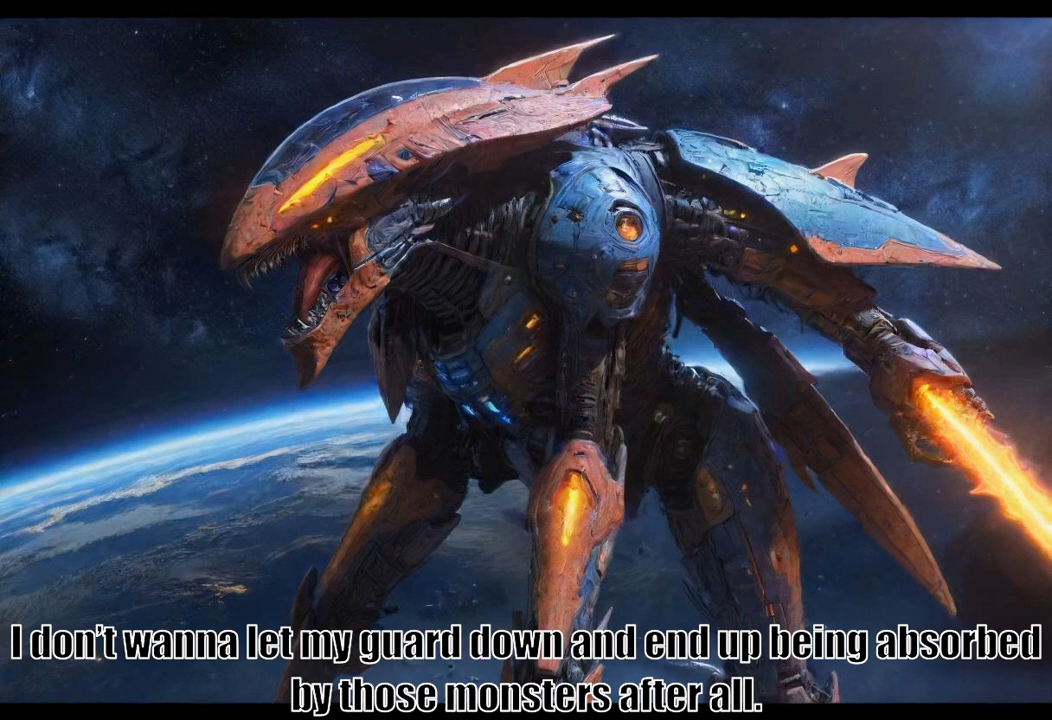 I don't wanna let my guard down and end up being absorbed
by those monsters after all.